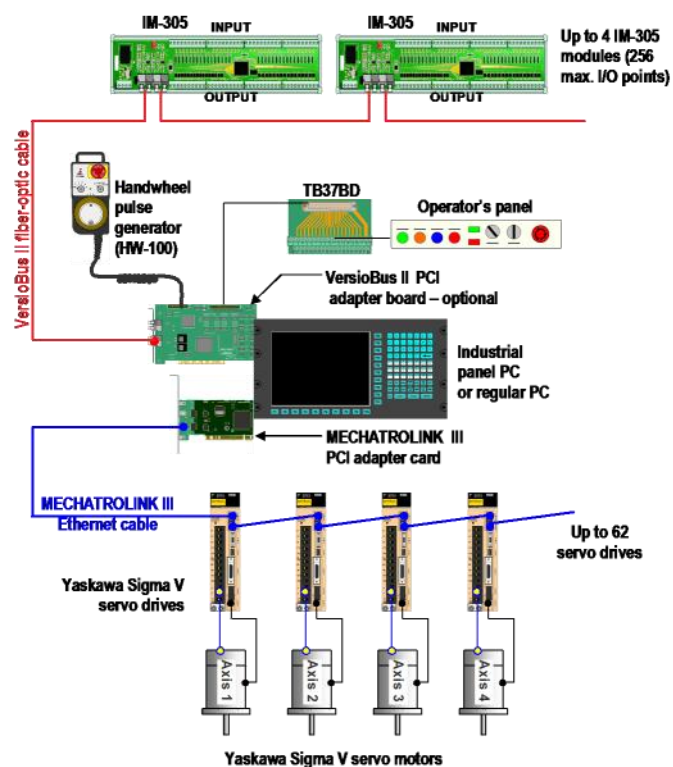 IM-305
INPUT
OUTPUT
IM-305
INPUT
OUTPUT
Up to 4 IM-305
modules (256
max. I/O points)
VersioBus II fiber-optic cable
Handwheel
pulse
generator
(HW-100)
TB37BD
Operator's panel
VersioBus II PCI
adapter board – optional
Industrial
panel PC
or regular PC
MECHATROLINK III
PCI adapter card
MECHATROLINK III
Ethernet cable
Up to 62
servo drives
Yaskawa Sigma V
servo drives
Axis 1
Axis 2
Axis 3
Axis 4
Yaskawa Sigma V servo motors